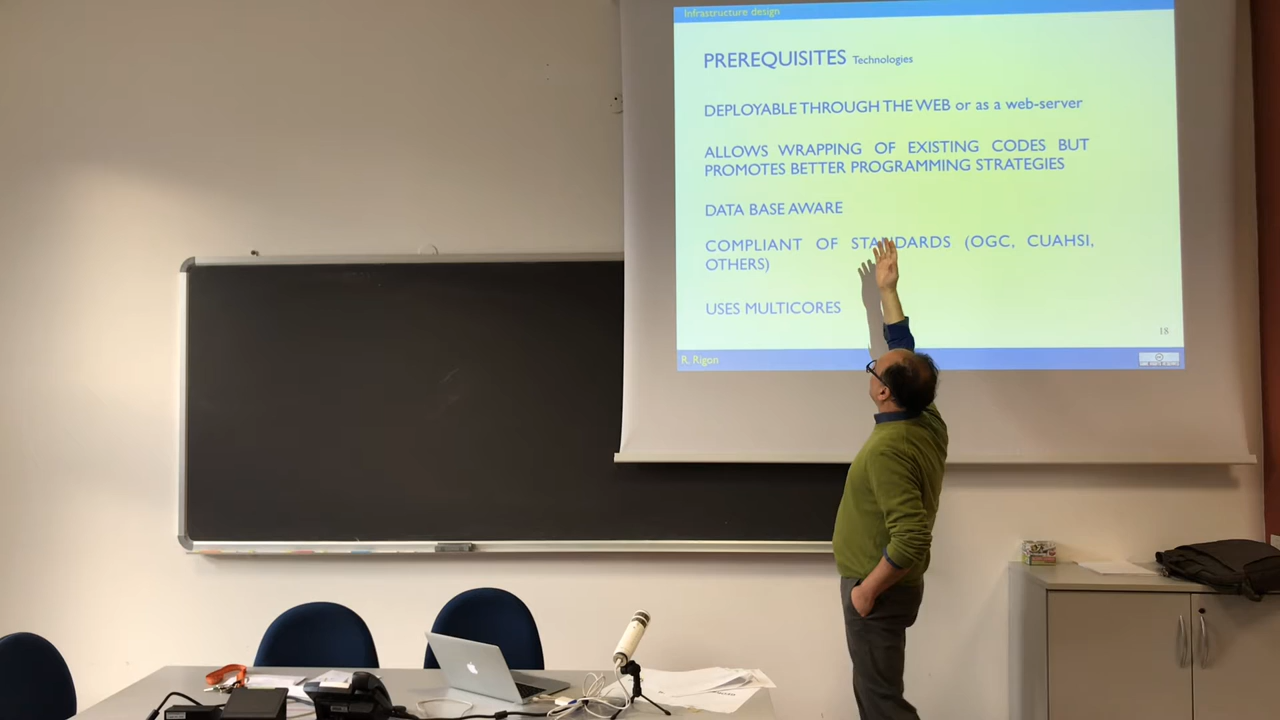 Infrastructure design
PREREQUISITES Technologies
DEPLOYABLE THROUGH THE WEB or as a web-server
ALLOWS WRAPPING OF EXISTING CODES BUT
PROMOTES BETTER PROGRAMMING STRATEGIES
DATA BASE AWARE
COMPLIANT OF STANDARDS (OGC, CUAHSI,
OTHERS)
USES MULTICORES
18
R. Rigon